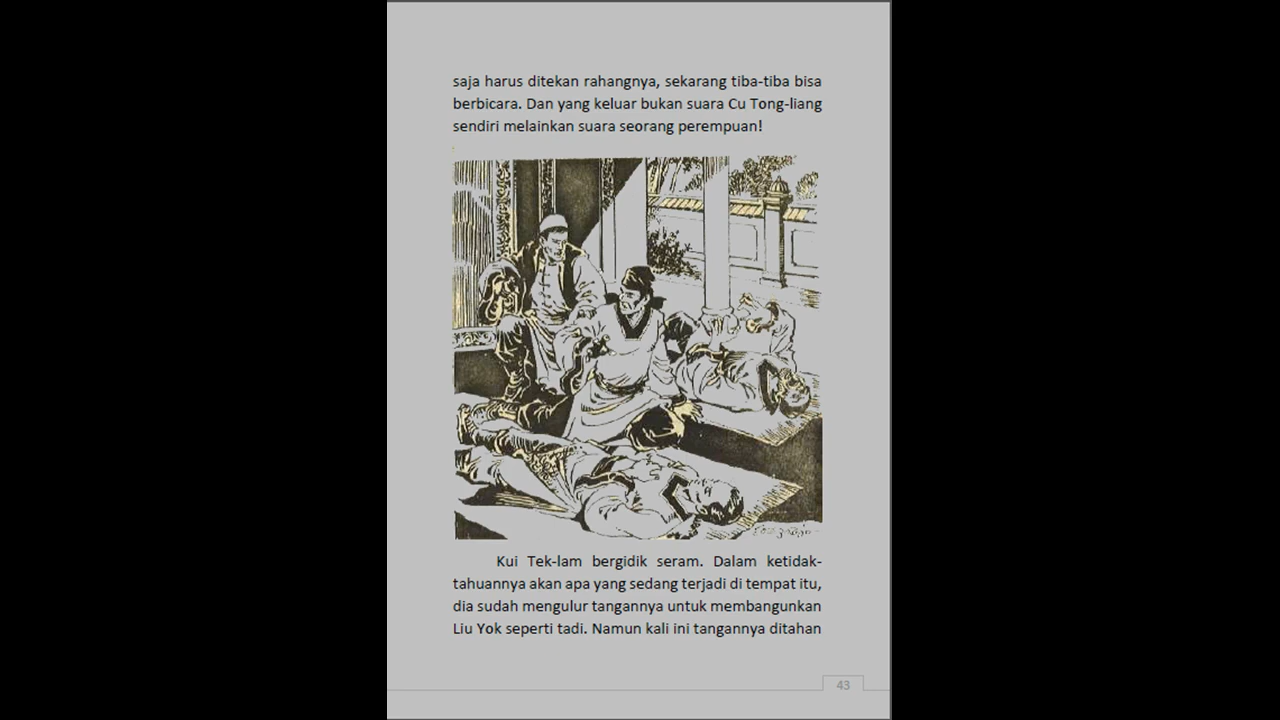 saja harus ditekan rahangnya, sekarang tiba-tiba bisa
berbicara. Dan yang keluar bukan suara Cu Tong-liang
sendiri melainkan suara seorang perempuan!
Kui Tek-lam bergidik seram. Dalam ketidak-
tahuannya akan apa yang sedang terjadi di tempat itu,
dia sudah mengulur tangannya untuk membangunkan
Liu Yok seperti tadi. Namun kali ini tangannya ditahan
43